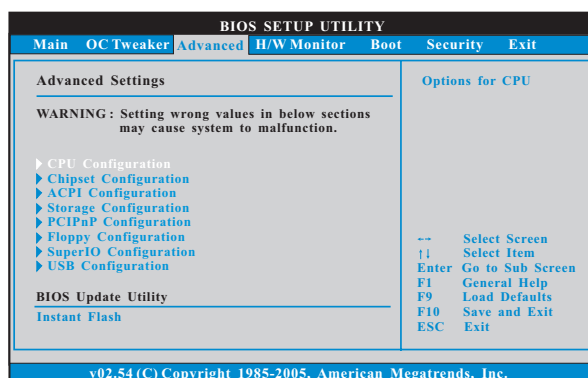 BIOS SETUP UTILITY
Main OC Tweaker Advanced H/W Monitor Boot Security Exit
Advanced Settings
WARNING : Setting wrong values in below sections
may cause system to malfunction.
CPU Configuration
Chipset Configuration
ACPI Configuration
Storage Configuration
PCIPnP Configuration
Floppy Configuration
SuperIO Configuration
USB Configuration
BIOS Update Utility
Instant Flash
Options for CPU
←→ Select Screen
↑↓ Select Item
Enter Go to Sub Screen
F1 General Help
F9 Load Defaults
F10 Save and Exit
ESC Exit
v02.54 (C) Copyright 1985-2005, American Megatrends, Inc.